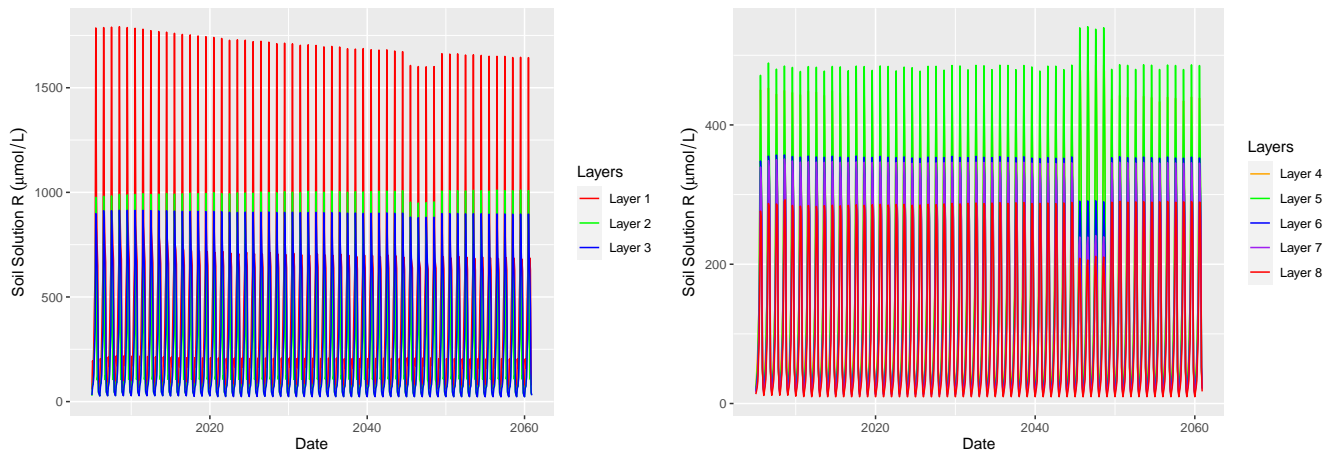 Soil Solution R (μmol/L)
1500
1000
500
0
2020
2040
2060
Date
Layers
Layer 1
Layer 2
Layer 3
Soil Solution R (μmol/L)
400
200
0
2020
2040
2060
Date
Layers
Layer 4
Layer 5
Layer 6
Layer 7
Layer 8